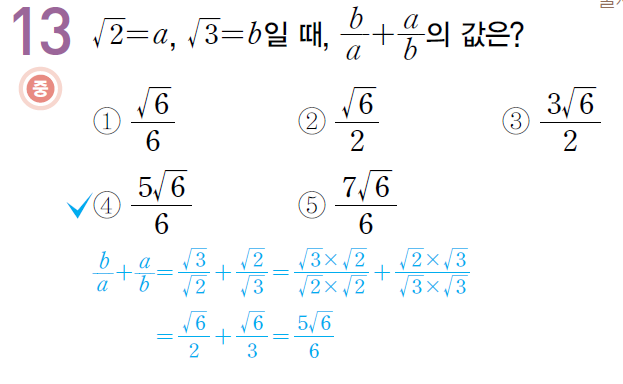 13 √2=a, √3=b일 때, b/a+a/b의 값은?
중
① √6/6 ② √6/2 ③ 3√6/2
④ 5√6/6 ⑤ 7√6/6
b/a+a/b=√3/√2+√2/√3=(√3×√2)/(√2×√2)+(√2×√3)/(√3×√3)
=√6/2+√6/3=5√6/6